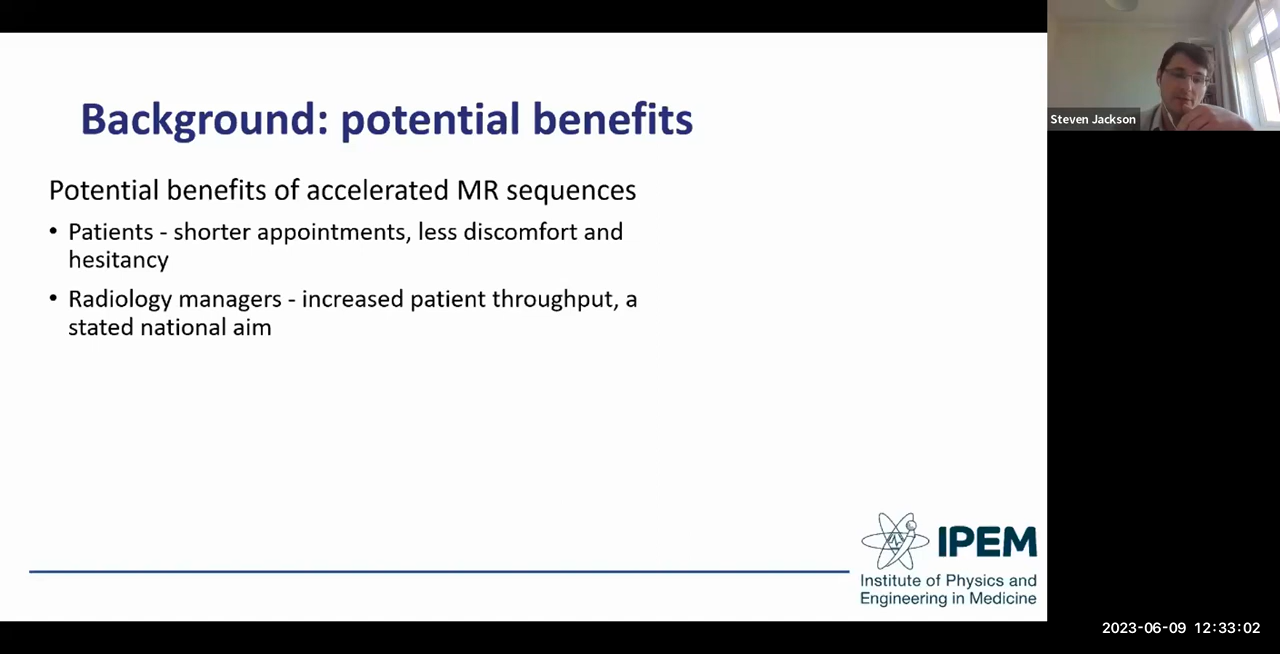 Background: potential benefits
Potential benefits of accelerated MR sequences
• Patients - shorter appointments, less discomfort and
hesitancy
• Radiology managers - increased patient throughput, a
stated national aim
IPEM
Institute of Physics and
Engineering in Medicine
Steven Jackson
2023-06-09 12:33:02